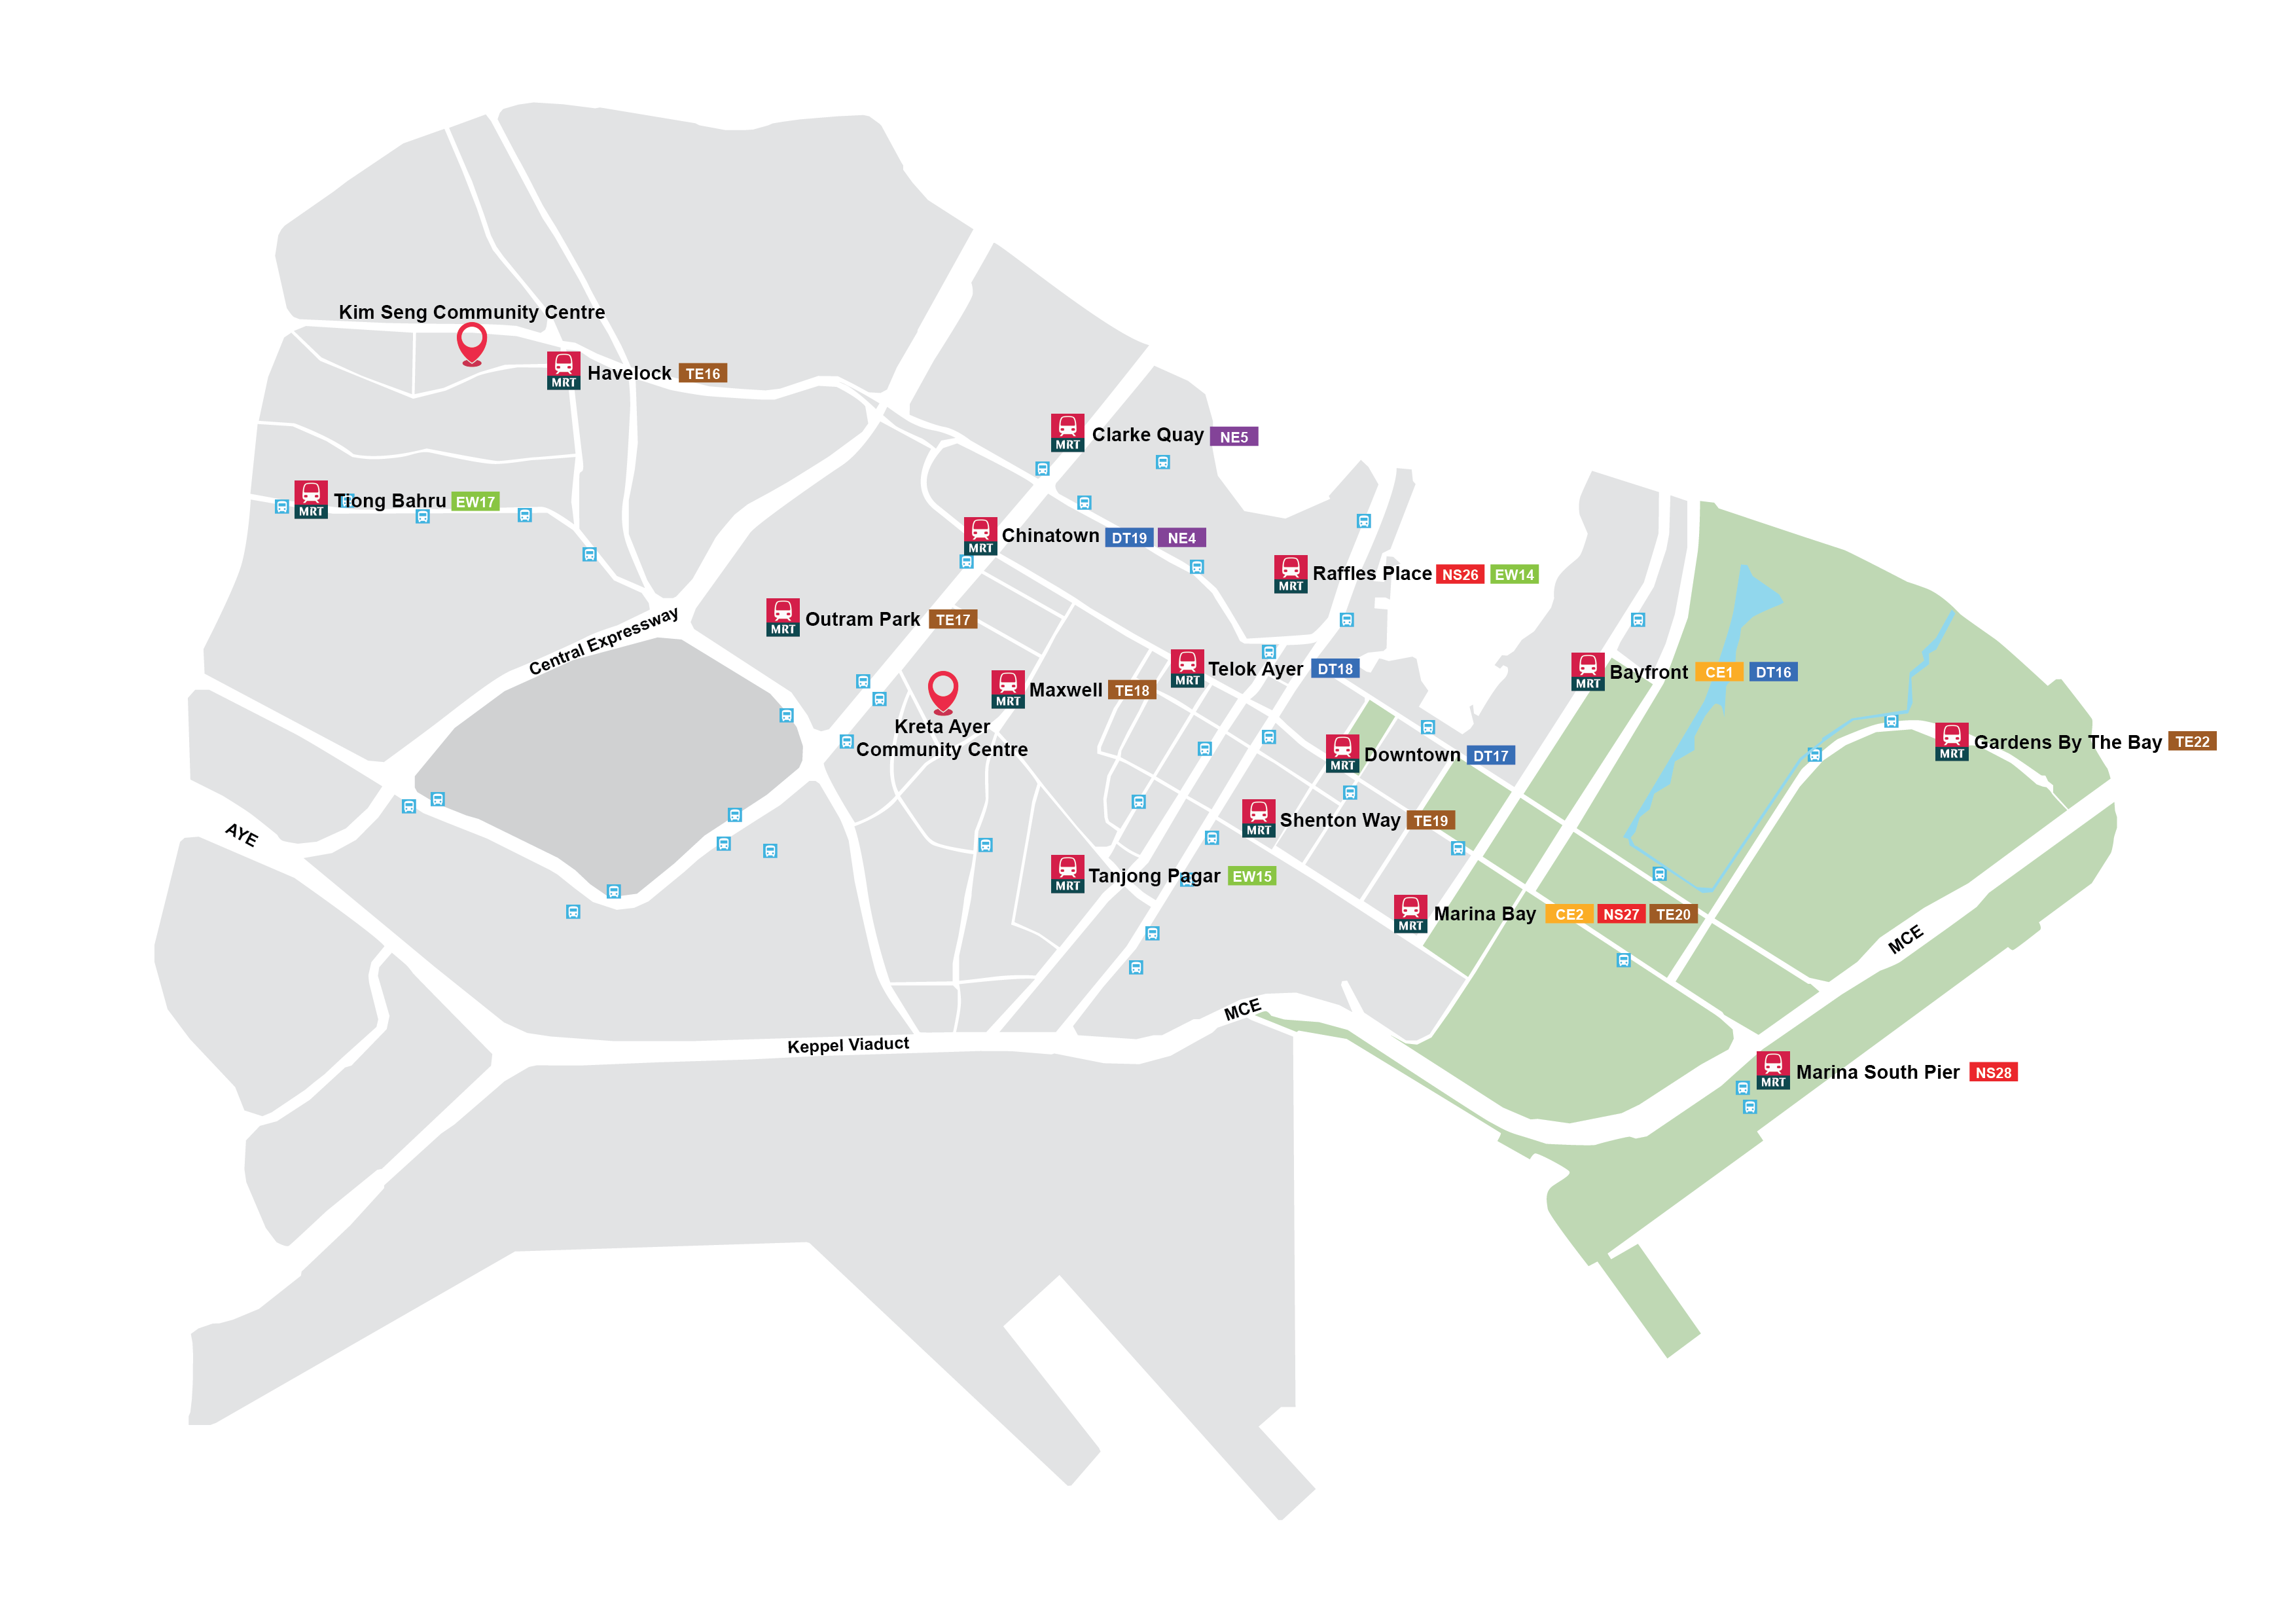 Kim Seng Community Centre
MRT Havelock TE16
MRT Clarke Quay NE5
MRT Tiong Bahru EW17
MRT Chinatown DT19 NE4
MRT Raffles Place NS26 EW14
MRT Outram Park TE17
Central Expressway
MRT Telok Ayer DT18
MRT Bayfront CE1 DT16
MRT Maxwell TE18
Kreta Ayer
Community Centre
MRT Gardens By The Bay TE22
MRT Downtown DT17
MRT Shenton Way TE19
AYE
MRT Tanjong Pagar EW15
MRT Marina Bay CE2 NS27 TE20
MCE
MCE
Keppel Viaduct
MRT Marina South Pier NS28